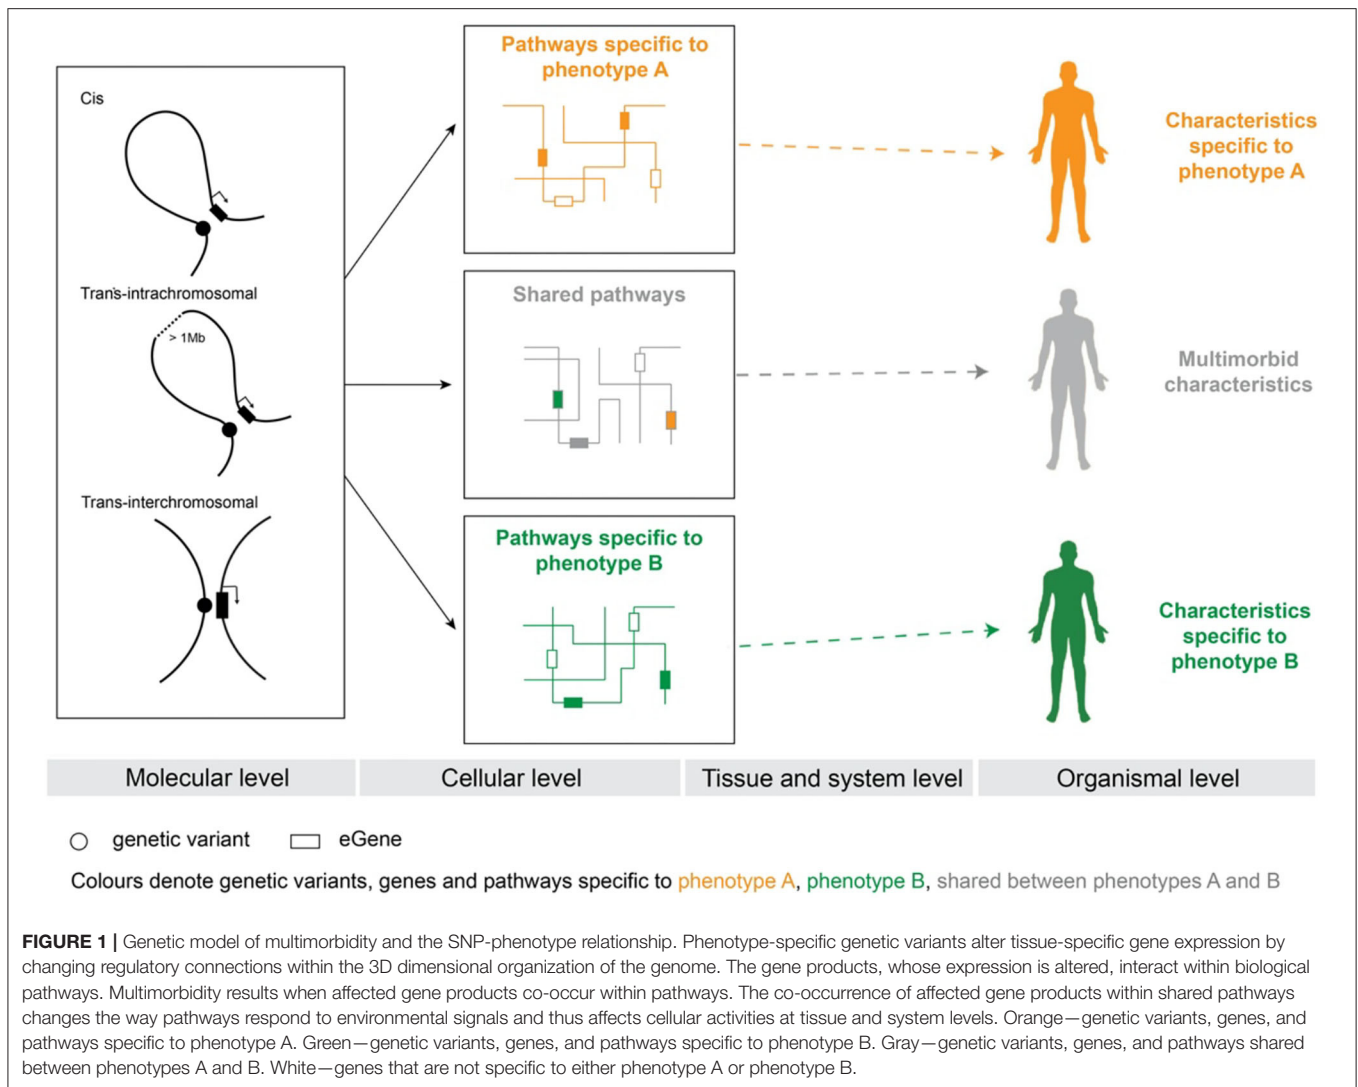 Pathways specific to
phenotype A
Cis
Characteristics
specific to
phenotype A
Trans-intrachromosomal
> 1Mb
Shared pathways
Multimorbid
characteristics
Trans-interchromosomal
Pathways specific to
phenotype B
Characteristics
specific to
phenotype B
Molecular level
Cellular level
Tissue and system level
Organismal level
genetic variant
eGene
Colours denote genetic variants, genes and pathways specific to phenotype A, phenotype B, shared between phenotypes A and B
FIGURE 1 | Genetic model of multimorbidity and the SNP-phenotype relationship. Phenotype-specific genetic variants alter tissue-specific gene expression by
changing regulatory connections within the 3D dimensional organization of the genome. The gene products, whose expression is altered, interact within biological
pathways. Multimorbidity results when affected gene products co-occur within pathways. The co-occurrence of affected gene products within shared pathways
changes the way pathways respond to environmental signals and thus affects cellular activities at tissue and system levels. Orange—genetic variants, genes, and
pathways specific to phenotype A. Green—genetic variants, genes, and pathways specific to phenotype B. Gray—genetic variants, genes, and pathways shared
between phenotypes A and B. White—genes that are not specific to either phenotype A or phenotype B.